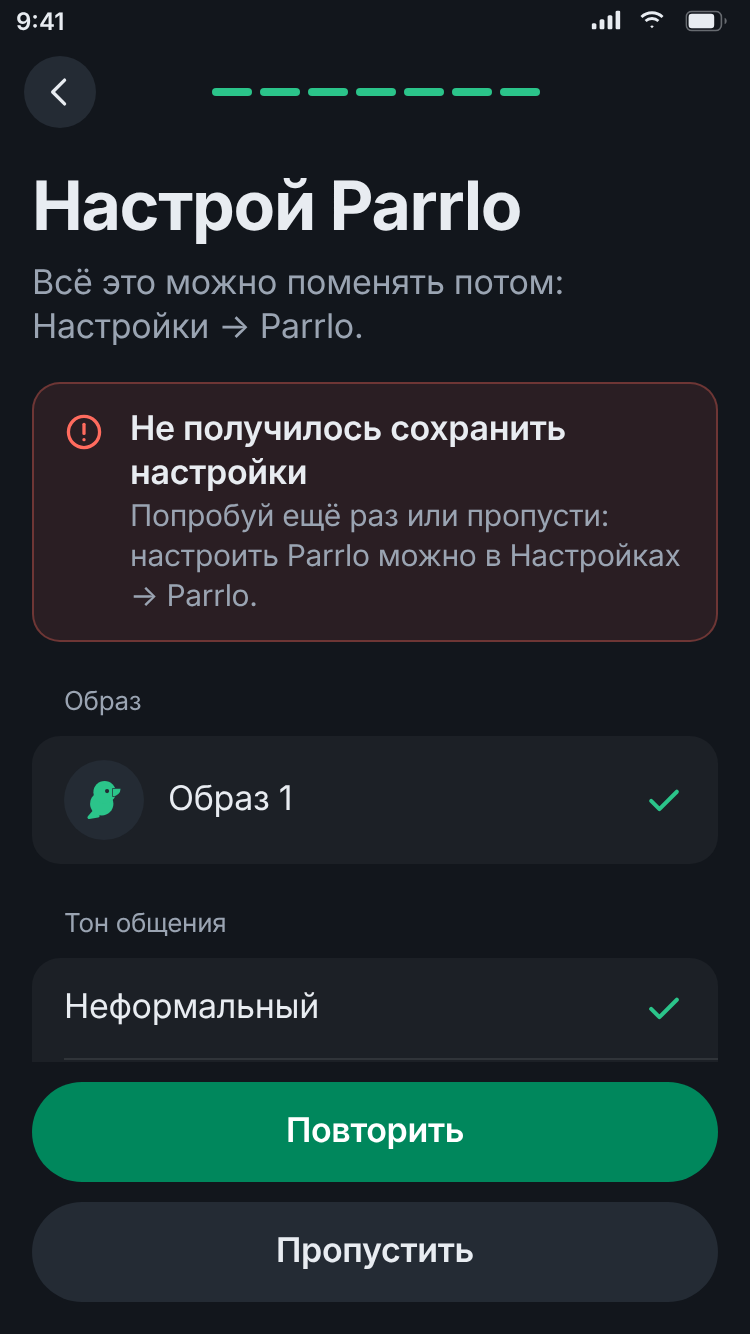 9:41
Настрой Parrlo
Всё это можно поменять потом:
Настройки → Parrlo.
Не получилось сохранить
настройки
Попробуй ещё раз или пропусти:
настроить Parrlo можно в Настройках
→ Parrlo.
Образ
Образ 1
Тон общения
Неформальный
Повторить
Пропустить